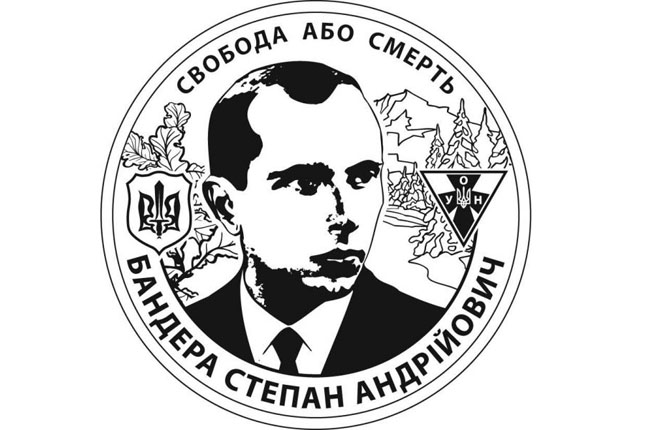 СВОБОДА АБО СМЕРТЬ
О
У Н
БАНДЕРА СТЕПАН АНДРІЙОВИЧ